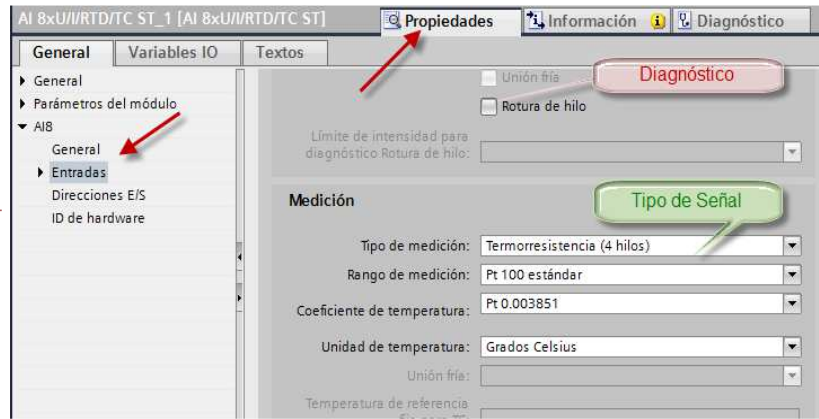 AI 8xU/I/RTD/TC ST_1 [AI 8xU/I/RTD/TC ST]
Propiedades
Información
Diagnóstico
General
Variables IO
Textos
General
Parámetros del módulo
AI8
General
Entradas
Direcciones E/S
ID de hardware
Unión fría
Diagnóstico
Rotura de hilo
Límite de intensidad para
diagnóstico Rotura de hilo:
Medición
Tipo de Señal
Tipo de medición: Termorresistencia (4 hilos)
Rango de medición: Pt 100 estándar
Coeficiente de temperatura: Pt 0.003851
Unidad de temperatura: Grados Celsius
Unión fría:
Temperatura de referencia